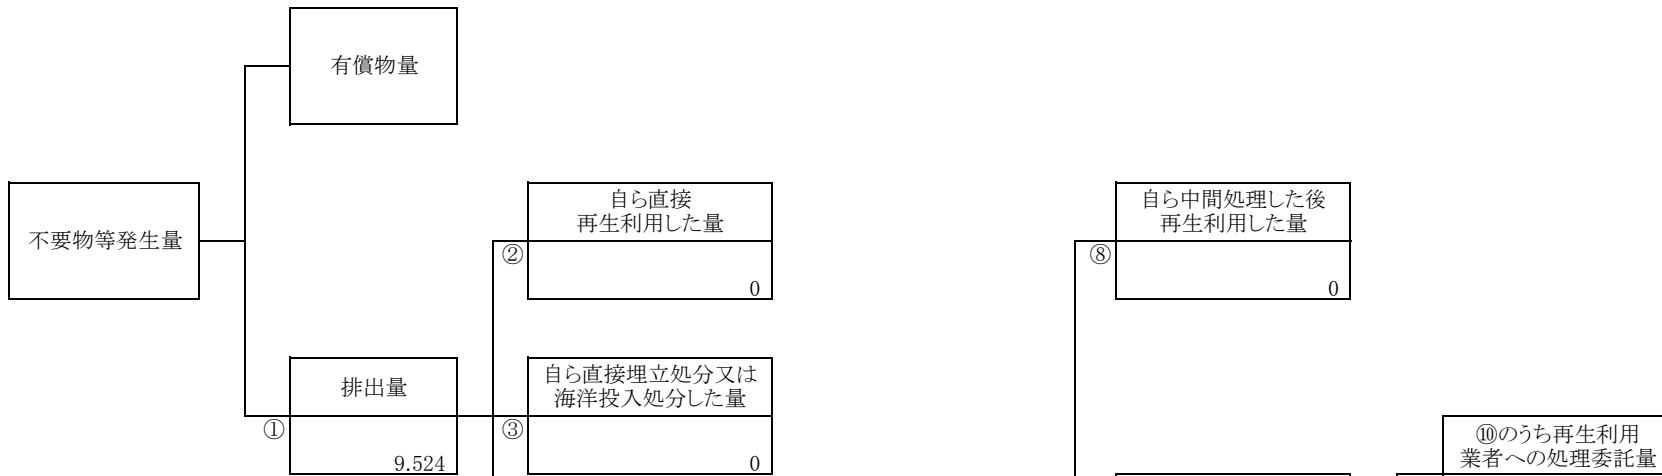 有償物量
不要物等発生量
自ら直接
再生利用した量
②
0
自ら中間処理した後
再生利用した量
⑧
0
排出量
①
9.524
自ら直接埋立処分又は
海洋投入処分した量
③
0
⑩のうち再生利用
業者への処理委託量